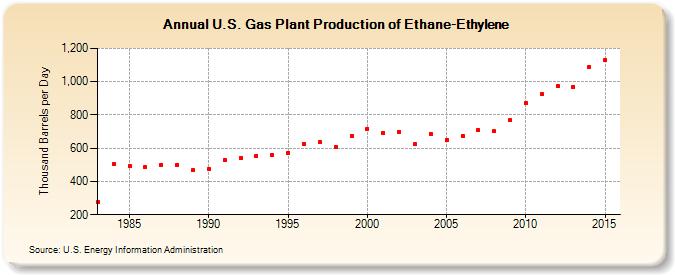 Annual U.S. Gas Plant Production of Ethane-Ethylene
Thousand Barrels per Day
1,200
1,000
800
600
400
200
1985 1990 1995 2000 2005 2010 2015
Source: U.S. Energy Information Administration